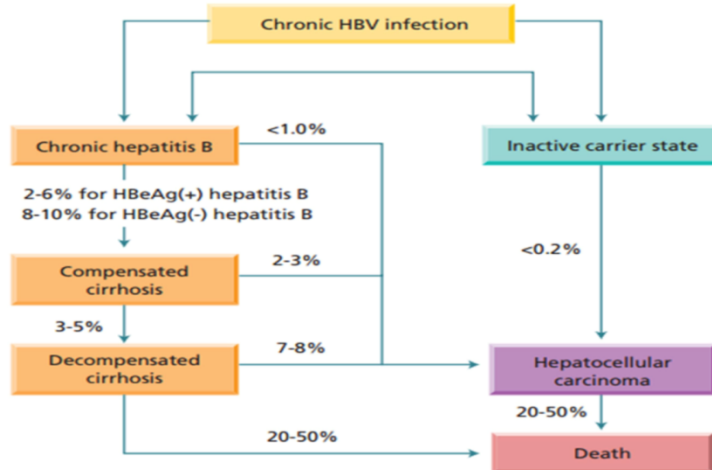 Chronic HBV infection
Chronic hepatitis B
<1.0%
Inactive carrier state
2-6% for HBeAg(+) hepatitis B
8-10% for HBeAg(-) hepatitis B
<0.2%
Compensated
cirrhosis
2-3%
3-5%
Decompensated
cirrhosis
7-8%
Hepatocellular
carcinoma
20-50%
20-50%
Death